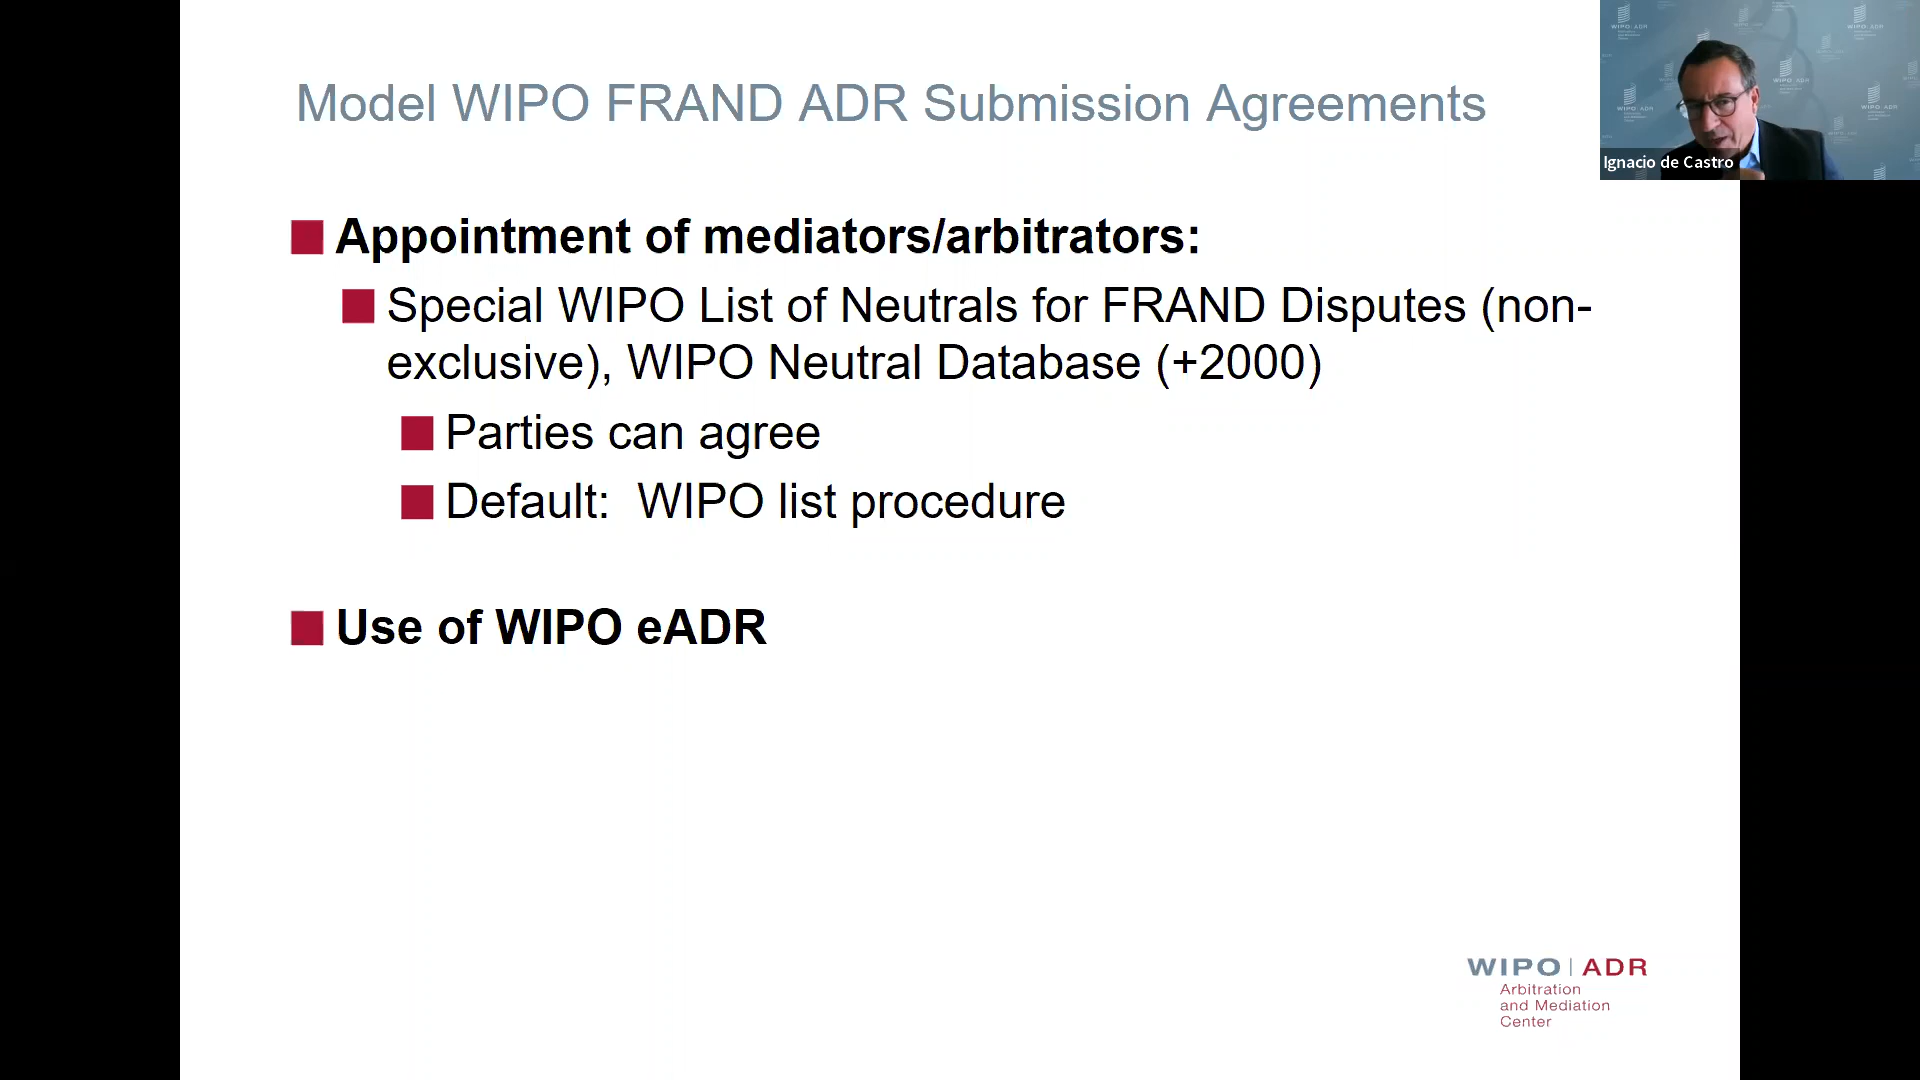 Model WIPO FRAND ADR Submission Agreements
Ignacio de Castro
Appointment of mediators/arbitrators:
Special WIPO List of Neutrals for FRAND Disputes (non-
exclusive), WIPO Neutral Database (+2000)
Parties can agree
Default:  WIPO list procedure
Use of WIPO eADR
WIPO | ADR
Arbitration
and Mediation
Center